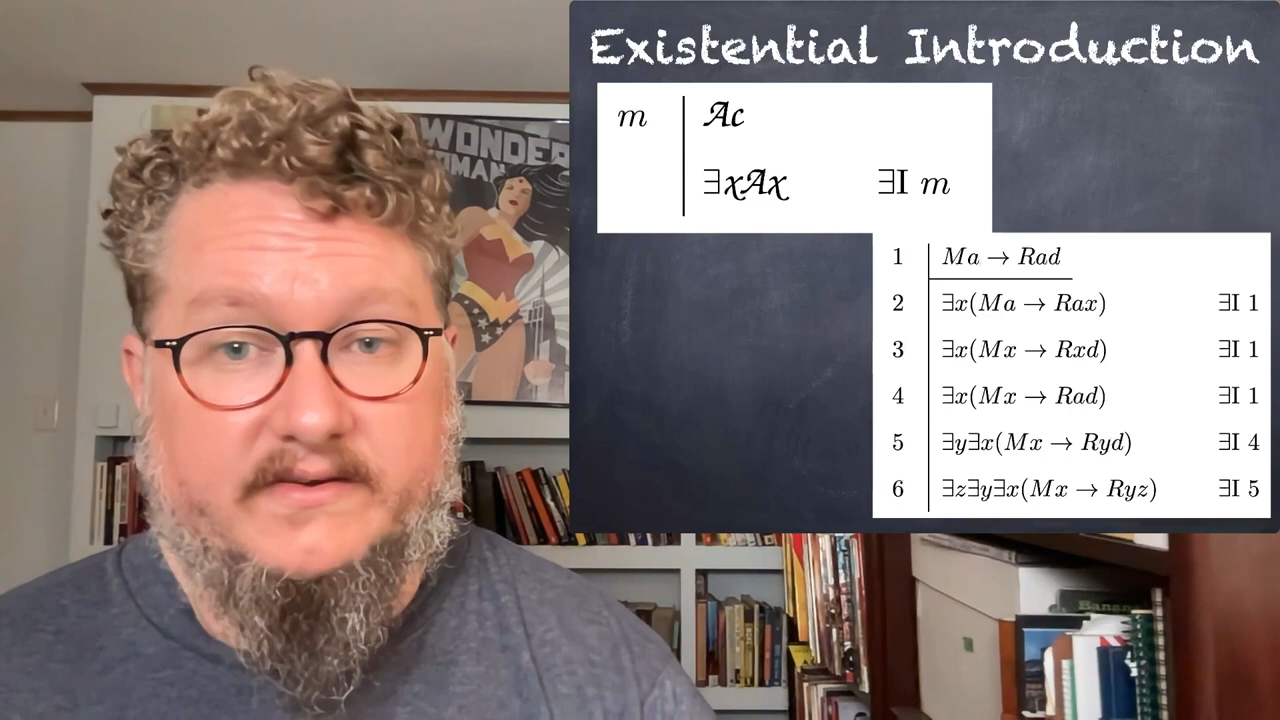 Existential Introduction
m 𝒜c
∃x𝒜x ∃I m
1 Ma → Rad
2 ∃x(Ma → Rax) ∃I 1
3 ∃x(Mx → Rxd) ∃I 1
4 ∃x(Mx → Rad) ∃I 1
5 ∃y∃x(Mx → Ryd) ∃I 4
6 ∃z∃y∃x(Mx → Ryz) ∃I 5
WONDER
WOMAN